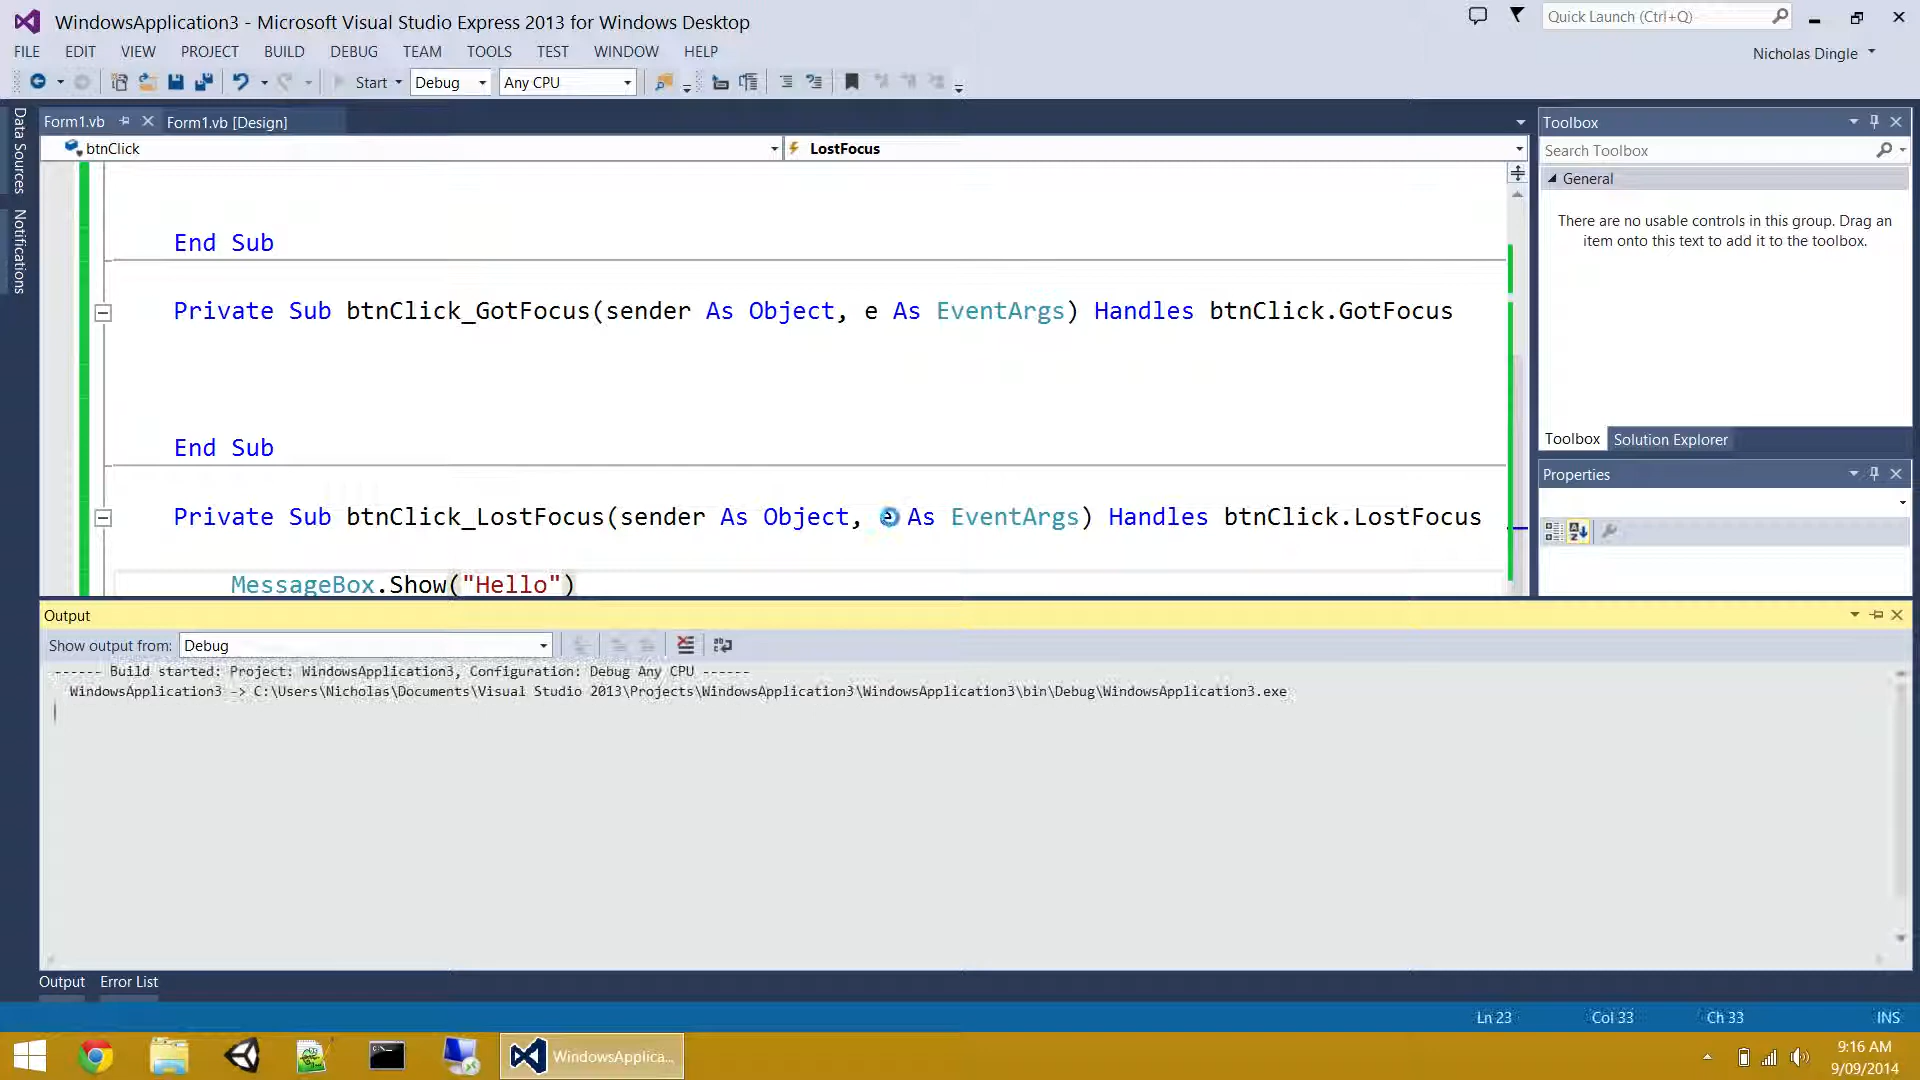 WindowsApplication3 - Microsoft Visual Studio Express 2013 for Windows Desktop
Quick Launch (Ctrl+Q)
FILE EDIT VIEW PROJECT BUILD DEBUG TEAM TOOLS TEST WINDOW HELP
Nicholas Dingle
Start Debug Any CPU
Data Sources
Notifications
Form1.vb Form1.vb [Design]
btnClick LostFocus
End Sub
Private Sub btnClick_GotFocus(sender As Object, e As EventArgs) Handles btnClick.GotFocus
End Sub
Private Sub btnClick_LostFocus(sender As Object, e As EventArgs) Handles btnClick.LostFocus
MessageBox.Show("Hello")
Toolbox
Search Toolbox
General
There are no usable controls in this group. Drag an
item onto this text to add it to the toolbox.
Toolbox Solution Explorer
Properties
Output
Show output from: Debug
------ Build started: Project: WindowsApplication3, Configuration: Debug Any CPU ------
WindowsApplication3 -> C:\Users\Nicholas\Documents\Visual Studio 2013\Projects\WindowsApplication3\WindowsApplication3\bin\Debug\WindowsApplication3.exe
Output Error List
Ln 23 Col 33 Ch 33 INS
WindowsApplica...
9:16 AM
9/09/2014